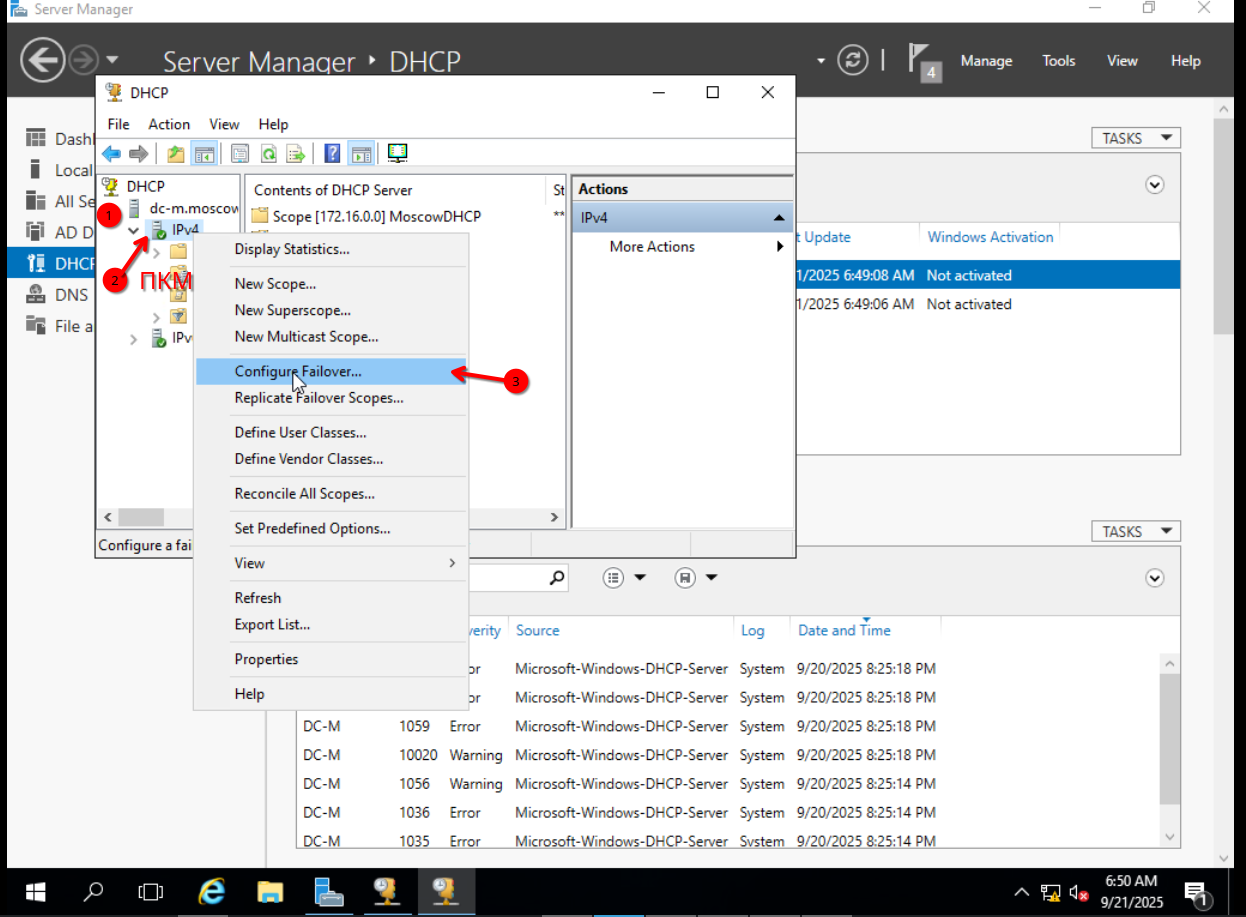 Server Manager
Server Manager • DHCP
4
Manage Tools View Help
DHCP
File Action View Help
TASKS
Local
All Se
AD D
DHCP
DNS
File a
DHCP
dc-m.moscow
1
IPv4
2
ПКМ
IPv
Contents of DHCP Server St
Scope [172.16.0.0] MoscowDHCP **
Actions
IPv4
More Actions
Display Statistics...
New Scope...
New Superscope...
New Multicast Scope...
Configure Failover...
3
Replicate Failover Scopes...
Define User Classes...
Define Vendor Classes...
Reconcile All Scopes...
Set Predefined Options...
View
Refresh
Export List...
Properties
Help
Configure a fai
t Update Windows Activation
1/2025 6:49:08 AM Not activated
1/2025 6:49:06 AM Not activated
TASKS
verity Source Log Date and Time
or Microsoft-Windows-DHCP-Server System 9/20/2025 8:25:18 PM
or Microsoft-Windows-DHCP-Server System 9/20/2025 8:25:18 PM
DC-M 1059 Error Microsoft-Windows-DHCP-Server System 9/20/2025 8:25:18 PM
DC-M 10020 Warning Microsoft-Windows-DHCP-Server System 9/20/2025 8:25:18 PM
DC-M 1056 Warning Microsoft-Windows-DHCP-Server System 9/20/2025 8:25:14 PM
DC-M 1036 Error Microsoft-Windows-DHCP-Server System 9/20/2025 8:25:14 PM
DC-M 1035 Error Microsoft-Windows-DHCP-Server System 9/20/2025 8:25:14 PM
6:50 AM
9/21/2025
1